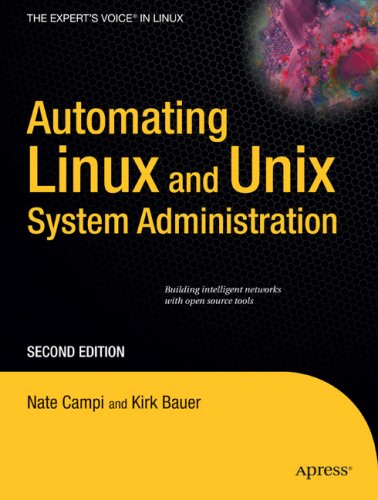 THE EXPERT'S VOICE® IN LINUX
Automating
Linux and Unix
System Administration
Building intelligent networks
with open source tools
SECOND EDITION
Nate Campi and Kirk Bauer
Apress®